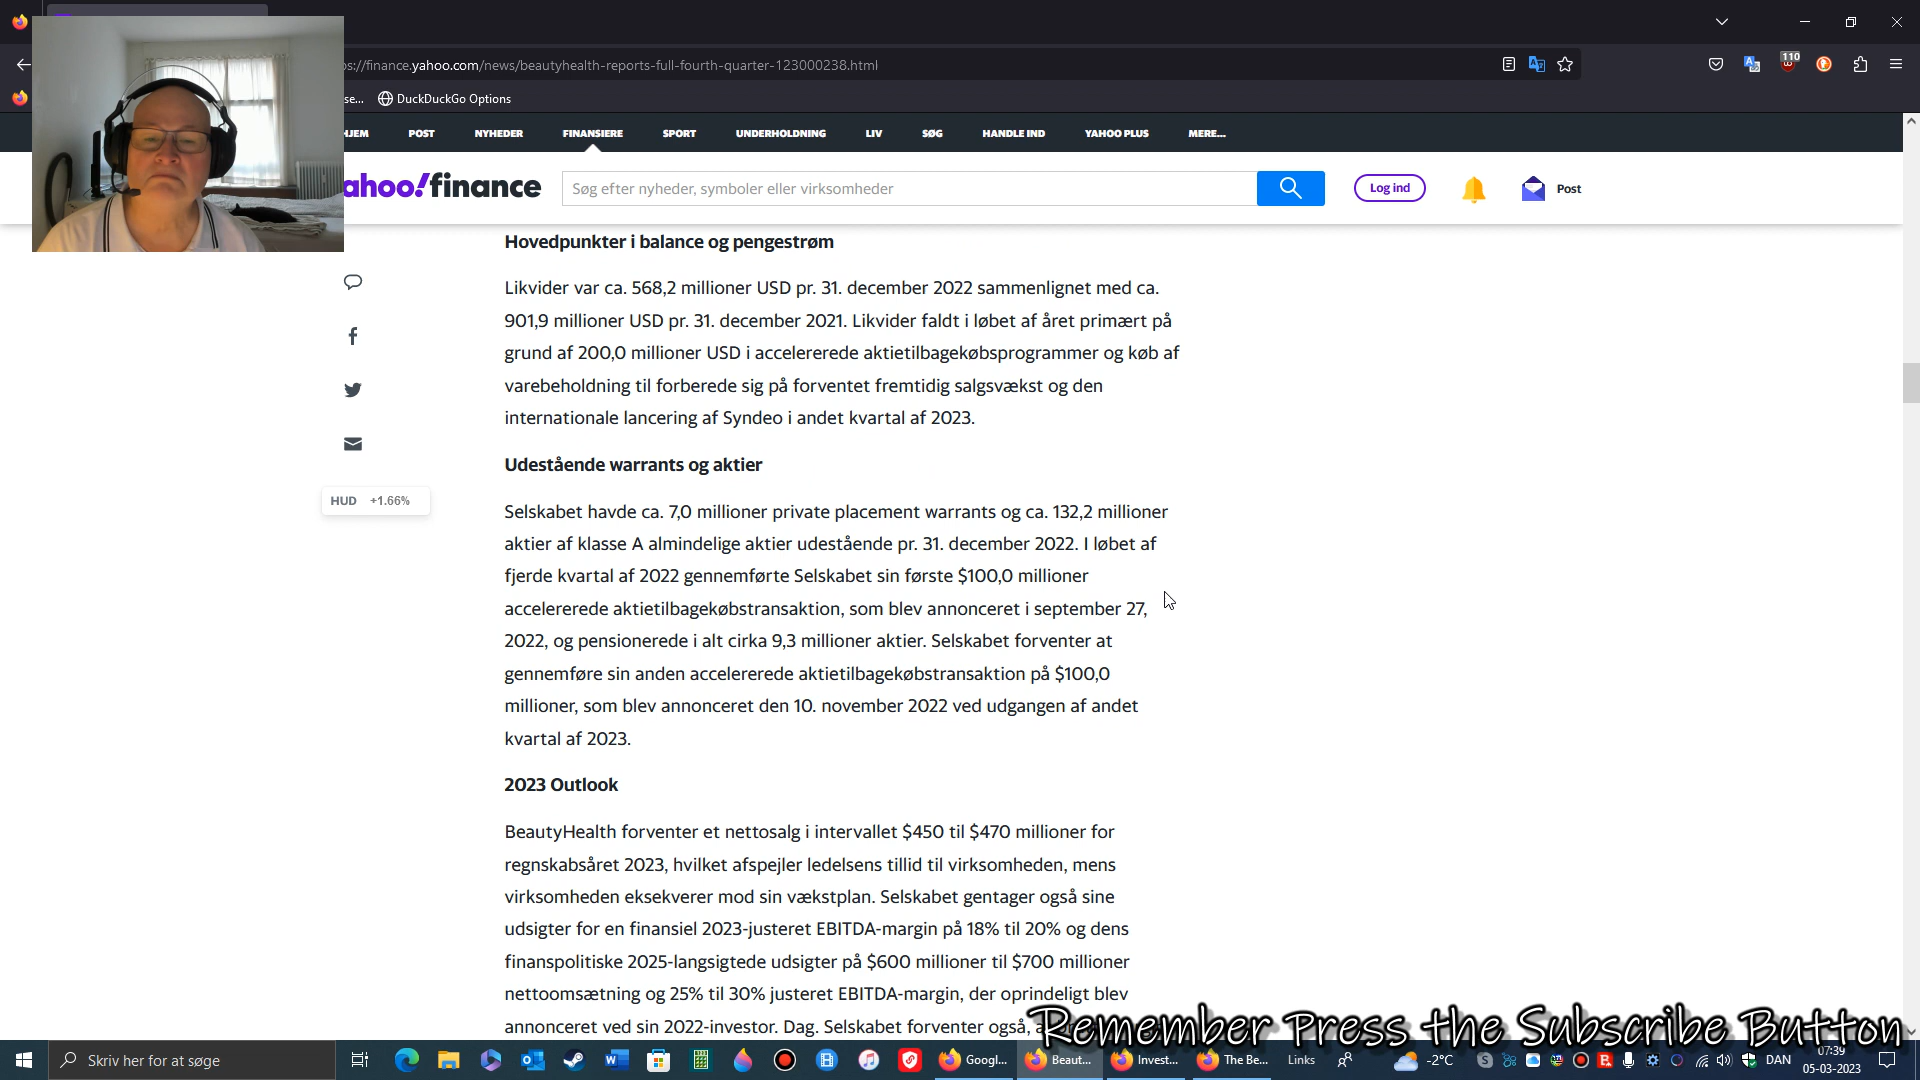 ps://finance.yahoo.com/news/beautyhealth-reports-full-fourth-quarter-123000238.html
110
se...
DuckDuckGo Options
HJEM POST NYHEDER FINANSIERE SPORT UNDERHOLDNING LIV SØG HANDLE IND YAHOO PLUS MERE...
ahoo!finance
Søg efter nyheder, symboler eller virksomheder
Log ind
Post
Hovedpunkter i balance og pengestrøm
Likvider var ca. 568,2 millioner USD pr. 31. december 2022 sammenlignet med ca.
901,9 millioner USD pr. 31. december 2021. Likvider faldt i løbet af året primært på
grund af 200,0 millioner USD i accelererede aktietilbagekøbsprogrammer og køb af
varebeholdning til forberede sig på forventet fremtidig salgsvækst og den
internationale lancering af Syndeo i andet kvartal af 2023.
Udestående warrants og aktier
HUD +1.66%
Selskabet havde ca. 7,0 millioner private placement warrants og ca. 132,2 millioner
aktier af klasse A almindelige aktier udestående pr. 31. december 2022. I løbet af
fjerde kvartal af 2022 gennemførte Selskabet sin første $100,0 millioner
accelererede aktietilbagekøbstransaktion, som blev annonceret i september 27,
2022, og pensionerede i alt cirka 9,3 millioner aktier. Selskabet forventer at
gennemføre sin anden accelererede aktietilbagekøbstransaktion på $100,0
millioner, som blev annonceret den 10. november 2022 ved udgangen af andet
kvartal af 2023.
2023 Outlook
BeautyHealth forventer et nettosalg i intervallet $450 til $470 millioner for
regnskabsåret 2023, hvilket afspejler ledelsens tillid til virksomheden, mens
virksomheden eksekverer mod sin vækstplan. Selskabet gentager også sine
udsigter for en finansiel 2023-justeret EBITDA-margin på 18% til 20% og dens
finanspolitiske 2025-langsigtede udsigter på $600 millioner til $700 millioner
nettoomsætning og 25% til 30% justeret EBITDA-margin, der oprindeligt blev
annonceret ved sin 2022-investor. Dag. Selskabet forventer også,
Remember Press the Subscribe Button
Skriv her for at søge
Googl...
Beaut...
Invest...
The Be...
Links
-2°C
DAN
07:39
05-03-2023